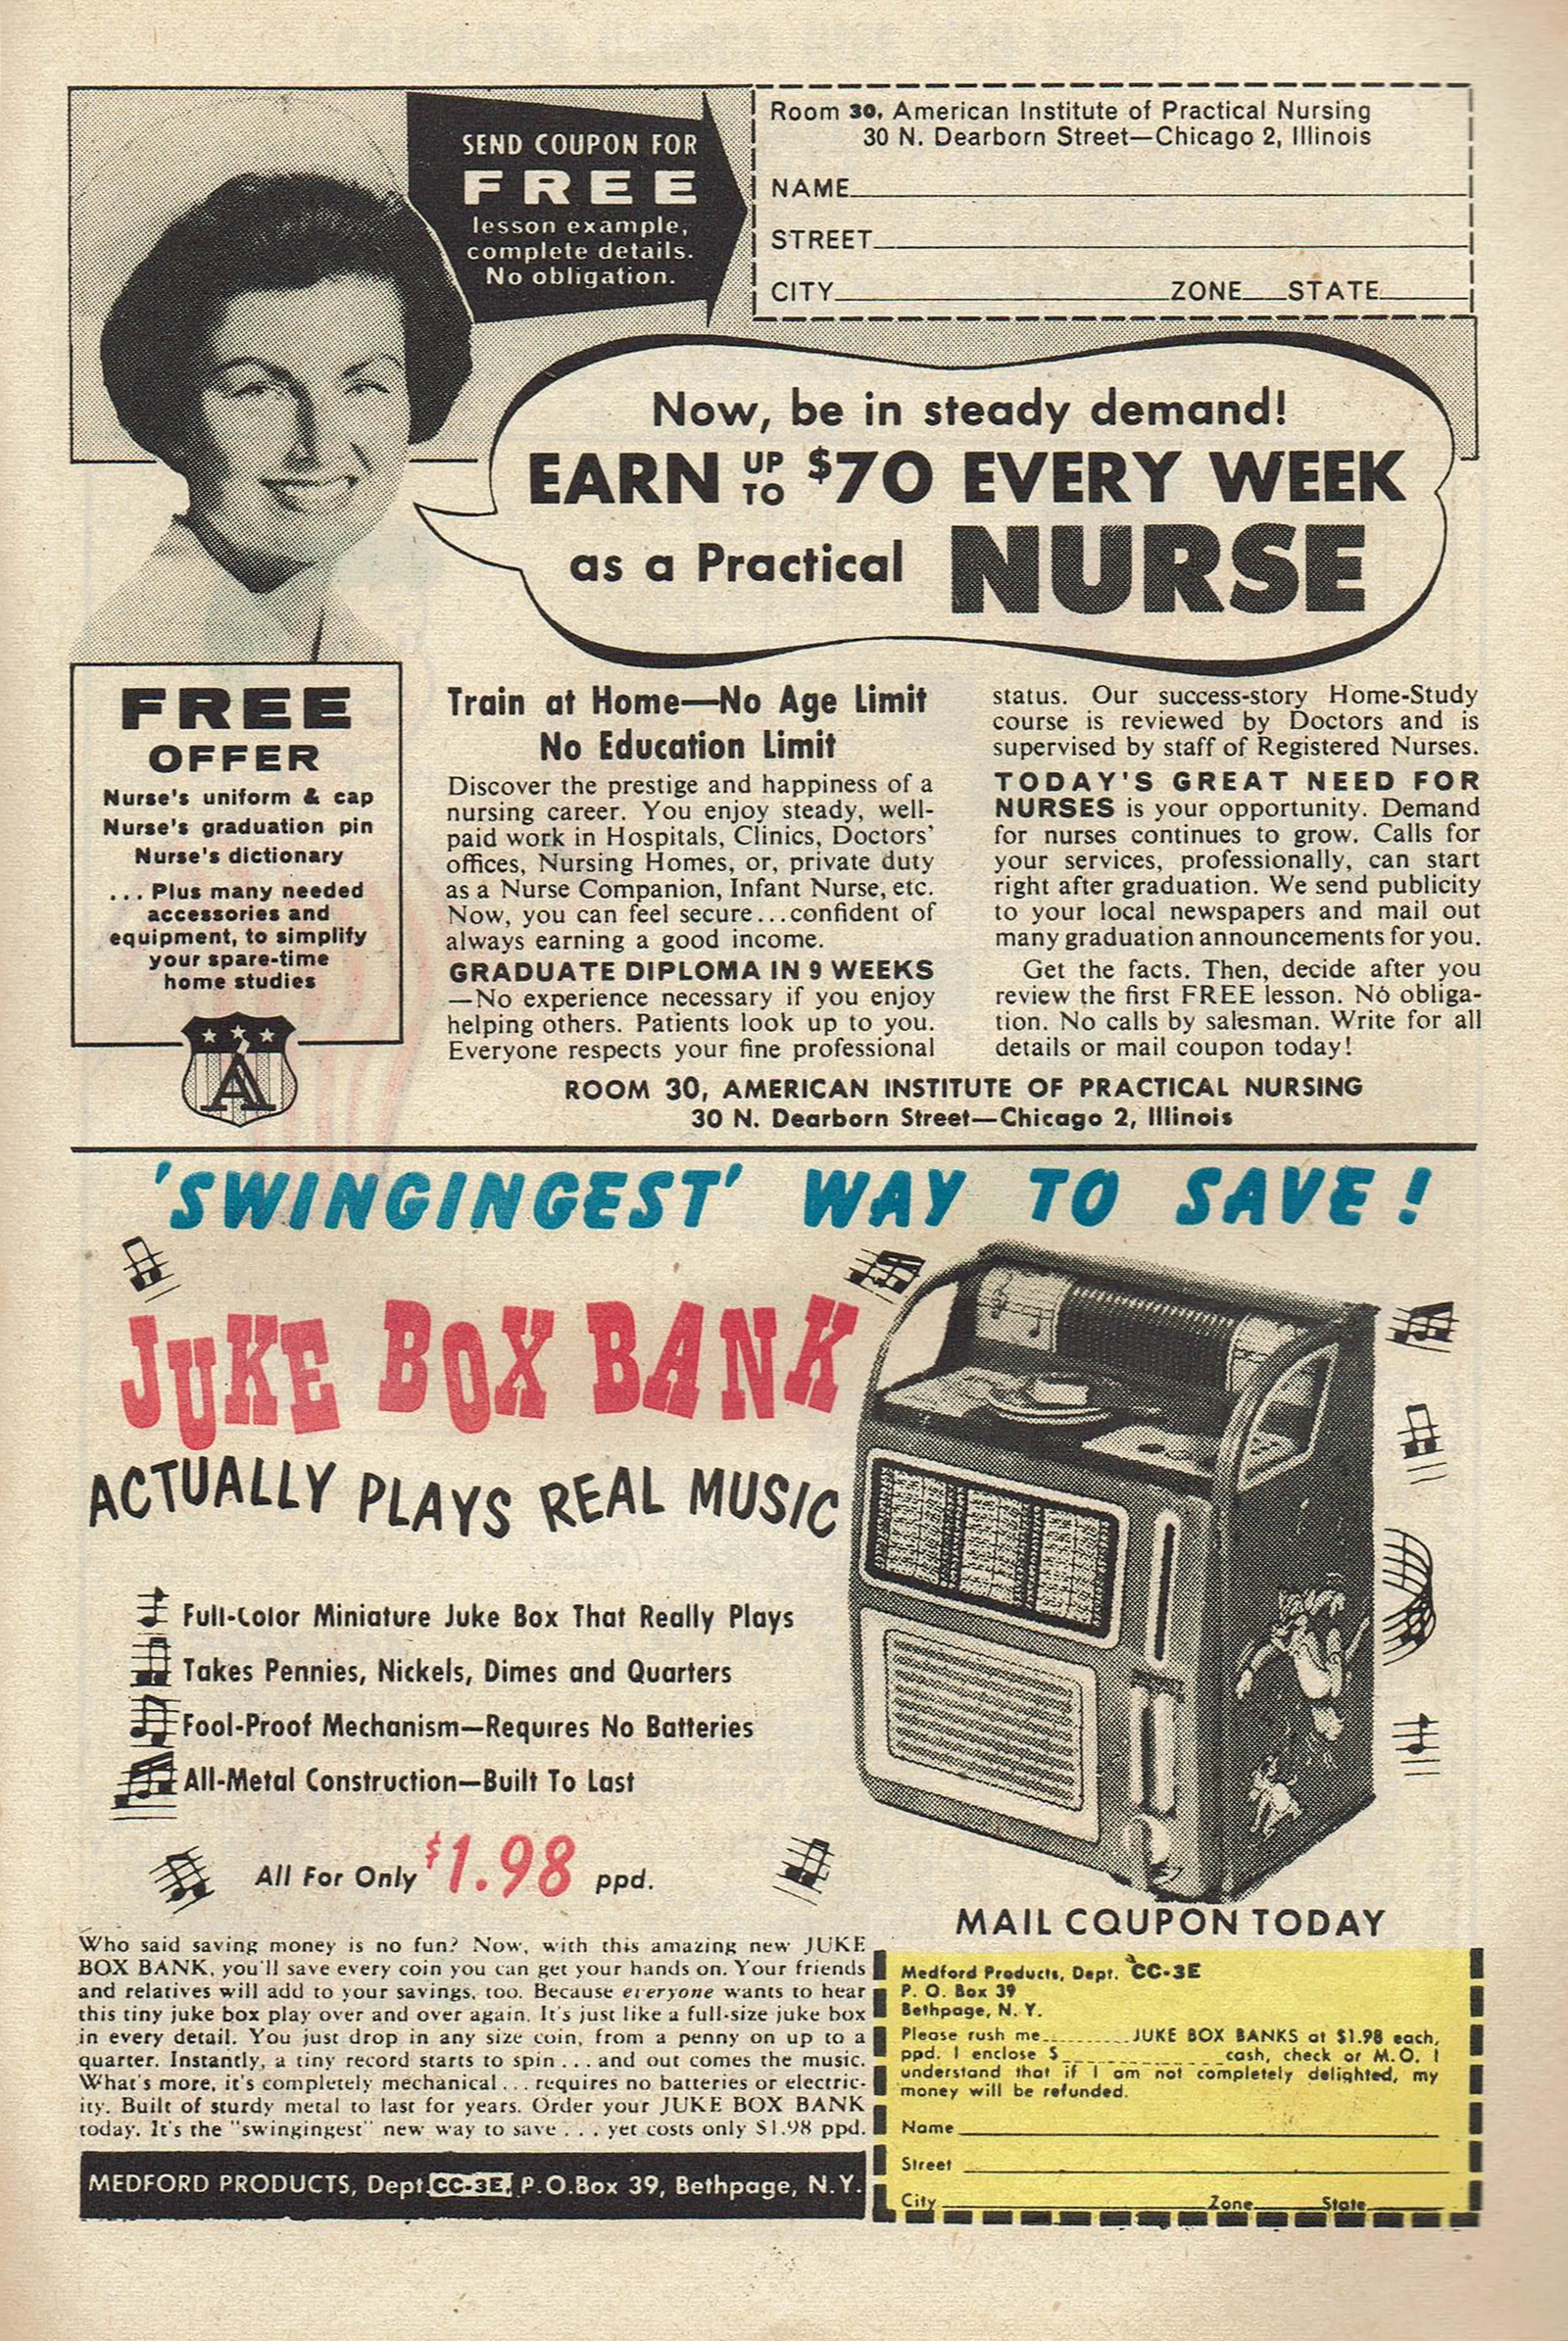 SEND COUPON FOR
FREE
lesson example,
complete details.
No obligation.
Room 30, American Institute of Practical Nursing
30 N. Dearborn Street—Chicago 2, Illinois
NAME
STREET
CITY ZONE STATE
Now, be in steady demand!
EARN UP TO $70 EVERY WEEK
as a Practical NURSE
FREE
OFFER
Nurse's uniform & cap
Nurse's graduation pin
Nurse's dictionary
... Plus many needed
accessories and
equipment, to simplify
your spare-time
home studies
A
Train at Home—No Age Limit
No Education Limit
Discover the prestige and happiness of a
nursing career. You enjoy steady, well-
paid work in Hospitals, Clinics, Doctors'
offices, Nursing Homes, or, private duty
as a Nurse Companion, Infant Nurse, etc.
Now, you can feel secure...confident of
always earning a good income.
GRADUATE DIPLOMA IN 9 WEEKS
—No experience necessary if you enjoy
helping others. Patients look up to you.
Everyone respects your fine professional
status. Our success-story Home-Study
course is reviewed by Doctors and is
supervised by staff of Registered Nurses.
TODAY'S GREAT NEED FOR
NURSES is your opportunity. Demand
for nurses continues to grow. Calls for
your services, professionally, can start
right after graduation. We send publicity
to your local newspapers and mail out
many graduation announcements for you.
Get the facts. Then, decide after you
review the first FREE lesson. No obliga-
tion. No calls by salesman. Write for all
details or mail coupon today!
ROOM 30, AMERICAN INSTITUTE OF PRACTICAL NURSING
30 N. Dearborn Street—Chicago 2, Illinois
'SWINGINGEST' WAY TO SAVE!
JUKE BOX BANK
ACTUALLY PLAYS REAL MUSIC
Full-Color Miniature Juke Box That Really Plays
Takes Pennies, Nickels, Dimes and Quarters
Fool-Proof Mechanism—Requires No Batteries
All-Metal Construction—Built To Last
All For Only $1.98 ppd.
Who said saving money is no fun? Now, with this amazing new JUKE
BOX BANK, you'll save every coin you can get your hands on. Your friends
and relatives will add to your savings, too. Because everyone wants to hear
this tiny juke box play over and over again. It's just like a full-size juke box
in every detail. You just drop in any size coin, from a penny on up to a
quarter. Instantly, a tiny record starts to spin ... and out comes the music.
What's more, it's completely mechanical ... requires no batteries or electric-
ity. Built of sturdy metal to last for years. Order your JUKE BOX BANK
today. It's the "swingingest" new way to save . . . yet costs only $1.98 ppd.
MEDFORD PRODUCTS, Dept. CC-3E, P.O.Box 39, Bethpage, N.Y.
MAIL COUPON TODAY
Medford Products, Dept. CC-3E
P. O. Box 39
Bethpage, N. Y.
Please rush me.........JUKE BOX BANKS at $1.98 each,
ppd. I enclose $ cash, check or M.O. I
understand that if I am not completely delighted, my
money will be refunded.
Name
Street
City Zone State